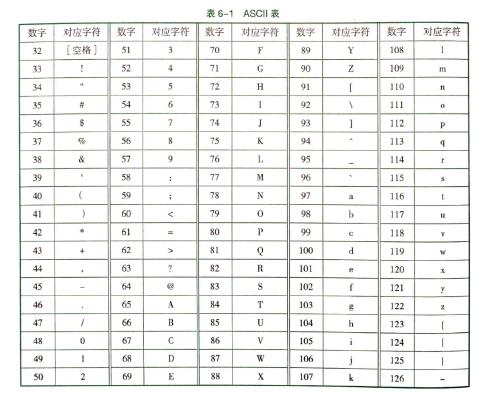 表 6-1 ASCII 表
数字 对应字符 数字 对应字符 数字 对应字符 数字 对应字符 数字 对应字符
32 [空格] 51 3 70 F 89 Y 108 l
33 ! 52 4 71 G 90 Z 109 m
34 " 53 5 72 H 91 [ 110 n
35 # 54 6 73 I 92 \ 111 o
36 $ 55 7 74 J 93 ] 112 p
37 % 56 8 75 K 94 ^ 113 q
38 & 57 9 76 L 95 _ 114 r
39 ' 58 : 77 M 96 ` 115 s
40 ( 59 ; 78 N 97 a 116 t
41 ) 60 < 79 O 98 b 117 u
42 * 61 = 80 P 99 c 118 v
43 + 62 > 81 Q 100 d 119 w
44 , 63 ? 82 R 101 e 120 x
45 - 64 @ 83 S 102 f 121 y
46 . 65 A 84 T 103 g 122 z
47 / 66 B 85 U 104 h 123 {
48 0 67 C 86 V 105 i 124 |
49 1 68 D 87 W 106 j 125 }
50 2 69 E 88 X 107 k 126 ~